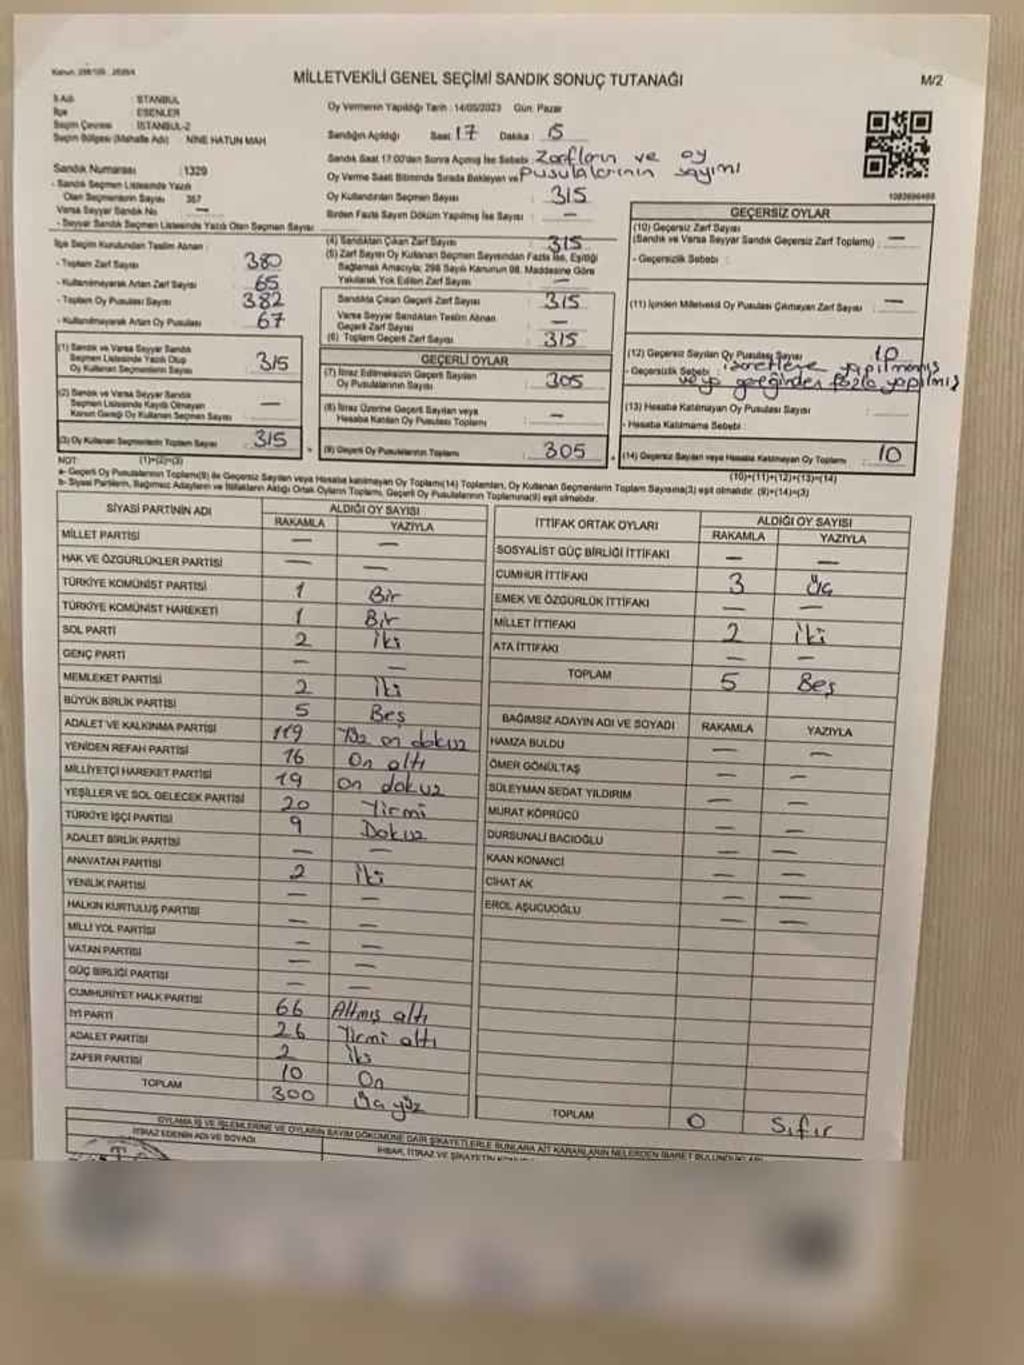 MİLLETVEKİLİ GENEL SEÇİMİ SANDIK SONUÇ TUTANAĞI
M/2
İli Adı : İSTANBUL
İlçe : ESENLER
Seçim Çevresi : İSTANBUL-2
Seçim Bölgesi (Mahalle Adı) : NİNE HATUN MAH
Sandık Numarası : 1329
- Sandık Seçmen Listesinde Yazılı
Olan Seçmenlerin Sayısı 367
Varsa Seyyar Sandık No —
- Seyyar Sandık Seçmen Listesinde Yazılı Olan Seçmen Sayısı
Oy Vermenin Yapıldığı Tarih : 14/05/2023 Gün: Pazar
Sandığın Açıldığı Saat 17 Dakika : 15
Sandık Saat 17:00'den Sonra Açılmış İse Sebebi : Zarfların ve oy
Oy Verme Saati Bitiminde Sırada Bekleyen ve pusulalarının sayımı
Oy Kullandırılan Seçmen Sayısı : 315
Birden Fazla Sayım Döküm Yapılmış İse Sayısı : —
İlçe Seçim Kurulundan Teslim Alınan :
- Toplam Zarf Sayısı 380
- Kullanılmayarak Artan Zarf Sayısı 65
- Toplam Oy Pusulası Sayısı 382
- Kullanılmayarak Artan Oy Pusulası 67
(1) Sandık ve Varsa Seyyar Sandık
Seçmen Listesinde Yazılı Olup
Oy Kullanan Seçmenlerin Sayısı 315
(2) Sandık ve Varsa Seyyar Sandık
Seçmen Listesinde Kaydı Olmayan
Kanun Gereği Oy Kullanan Seçmen Sayısı —
(3) Oy Kullanan Seçmenlerin Toplam Sayısı 315
(1)+(2)=(3)
(4) Sandıktan Çıkan Zarf Sayısı 315
(5) Zarf Sayısı Oy Kullanan Seçmen Sayısından Fazla İse, Eşitliği
Sağlamak Amacıyla; 298 Sayılı Kanunun 98. Maddesine Göre
Yakılarak Yok Edilen Zarf Sayısı —
Sandıkta Çıkan Geçerli Zarf Sayısı 315
Varsa Seyyar Sandıktan Teslim Alınan
Geçerli Zarf Sayısı —
(6) Toplam Geçerli Zarf Sayısı 315
GEÇERLİ OYLAR
(7) İtiraz Edilmeksizin Geçerli Sayılan
Oy Pusulalarının Sayısı 305
(8) İtiraz Üzerine Geçerli Sayılan veya
Hesaba Katılan Oy Pusulası Toplamı —
(9) Geçerli Oy Pusulalarının Toplamı 305
1093696469
GEÇERSİZ OYLAR
(10) Geçersiz Zarf Sayısı
(Sandık ve Varsa Seyyar Sandık Geçersiz Zarf Toplamı) : —
- Geçersizlik Sebebi :
(11) İçinden Milletvekili Oy Pusulası Çıkmayan Zarf Sayısı : —
(12) Geçersiz Sayılan Oy Pusulası Sayısı 10
- Geçersizlik Sebebi : işaretleme yapılmamış
veya gereğinden fazla yapılmış
(13) Hesaba Katılmayan Oy Pusulası Sayısı :
- Hesaba Katılmama Sebebi :
(14) Geçersiz Sayılan veya Hesaba Katılmayan Oy Toplamı 10
(10)+(11)+(12)+(13)=(14)
NOT:
a- Geçerli Oy Pusulalarının Toplamı(9) ile Geçersiz Sayılan veya Hesaba katılmayan Oy Toplamı(14) Toplamları, Oy Kullanan Seçmenlerin Toplam Sayısına(3) eşit olmalıdır. (9)+(14)=(3)
b- Siyasi Partilerin, Bağımsız Adayların ve İttifakların Aldığı Ortak Oyların Toplamı, Geçerli Oy Pusulalarının Toplamına(9) eşit olmalıdır.
SİYASİ PARTİNİN ADI ALDIĞI OY SAYISI
RAKAMLA YAZIYLA
MİLLET PARTİSİ — —
HAK VE ÖZGÜRLÜKLER PARTİSİ — —
TÜRKİYE KOMÜNİST PARTİSİ 1 Bir
TÜRKİYE KOMÜNİST HAREKETİ 1 Bir
SOL PARTİ 2 İki
GENÇ PARTİ — —
MEMLEKET PARTİSİ 2 İki
BÜYÜK BİRLİK PARTİSİ 5 Beş
ADALET VE KALKINMA PARTİSİ 119 Yüz on dokuz
YENİDEN REFAH PARTİSİ 16 On altı
MİLLİYETÇİ HAREKET PARTİSİ 19 on dokuz
YEŞİLLER VE SOL GELECEK PARTİSİ 20 Yirmi
TÜRKİYE İŞÇİ PARTİSİ 9 Dokuz
ADALET BİRLİK PARTİSİ — —
ANAVATAN PARTİSİ 2 İki
YENİLİK PARTİSİ — —
HALKIN KURTULUŞ PARTİSİ — —
MİLLİ YOL PARTİSİ — —
VATAN PARTİSİ — —
GÜÇ BİRLİĞİ PARTİSİ — —
CUMHURİYET HALK PARTİSİ 66 Altmış altı
İYİ PARTİ 26 Yirmi altı
ADALET PARTİSİ 2 İki
ZAFER PARTİSİ 10 On
TOPLAM 300 Üç yüz
İTTİFAK ORTAK OYLARI ALDIĞI OY SAYISI
RAKAMLA YAZIYLA
SOSYALİST GÜÇ BİRLİĞİ İTTİFAKI — —
CUMHUR İTTİFAKI 3 Üç
EMEK VE ÖZGÜRLÜK İTTİFAKI — —
MİLLET İTTİFAKI 2 İki
ATA İTTİFAKI — —
TOPLAM 5 Beş
BAĞIMSIZ ADAYIN ADI VE SOYADI RAKAMLA YAZIYLA
HAMZA BULDU — —
ÖMER GÖNÜLTAŞ — —
SÜLEYMAN SEDAT YILDIRIM — —
MURAT KÖPRÜCÜ — —
DURSUNALİ BACIOĞLU — —
KAAN KONANCİ — —
CİHAT AK — —
EROL AŞUCUOĞLU — —
TOPLAM 0 Sıfır
OYLAMA İŞ VE İŞLEMLERİNE VE OYLARIN SAYIM DÖKÜMÜNE DAİR ŞİKAYETLERLE BUNLARA AİT KARARLARIN NELERDEN İBARET BULUNDUKLARI
İTİRAZ EDENİN ADI VE SOYADI
İHBAR, İTİRAZ VE ŞİKAYETİN